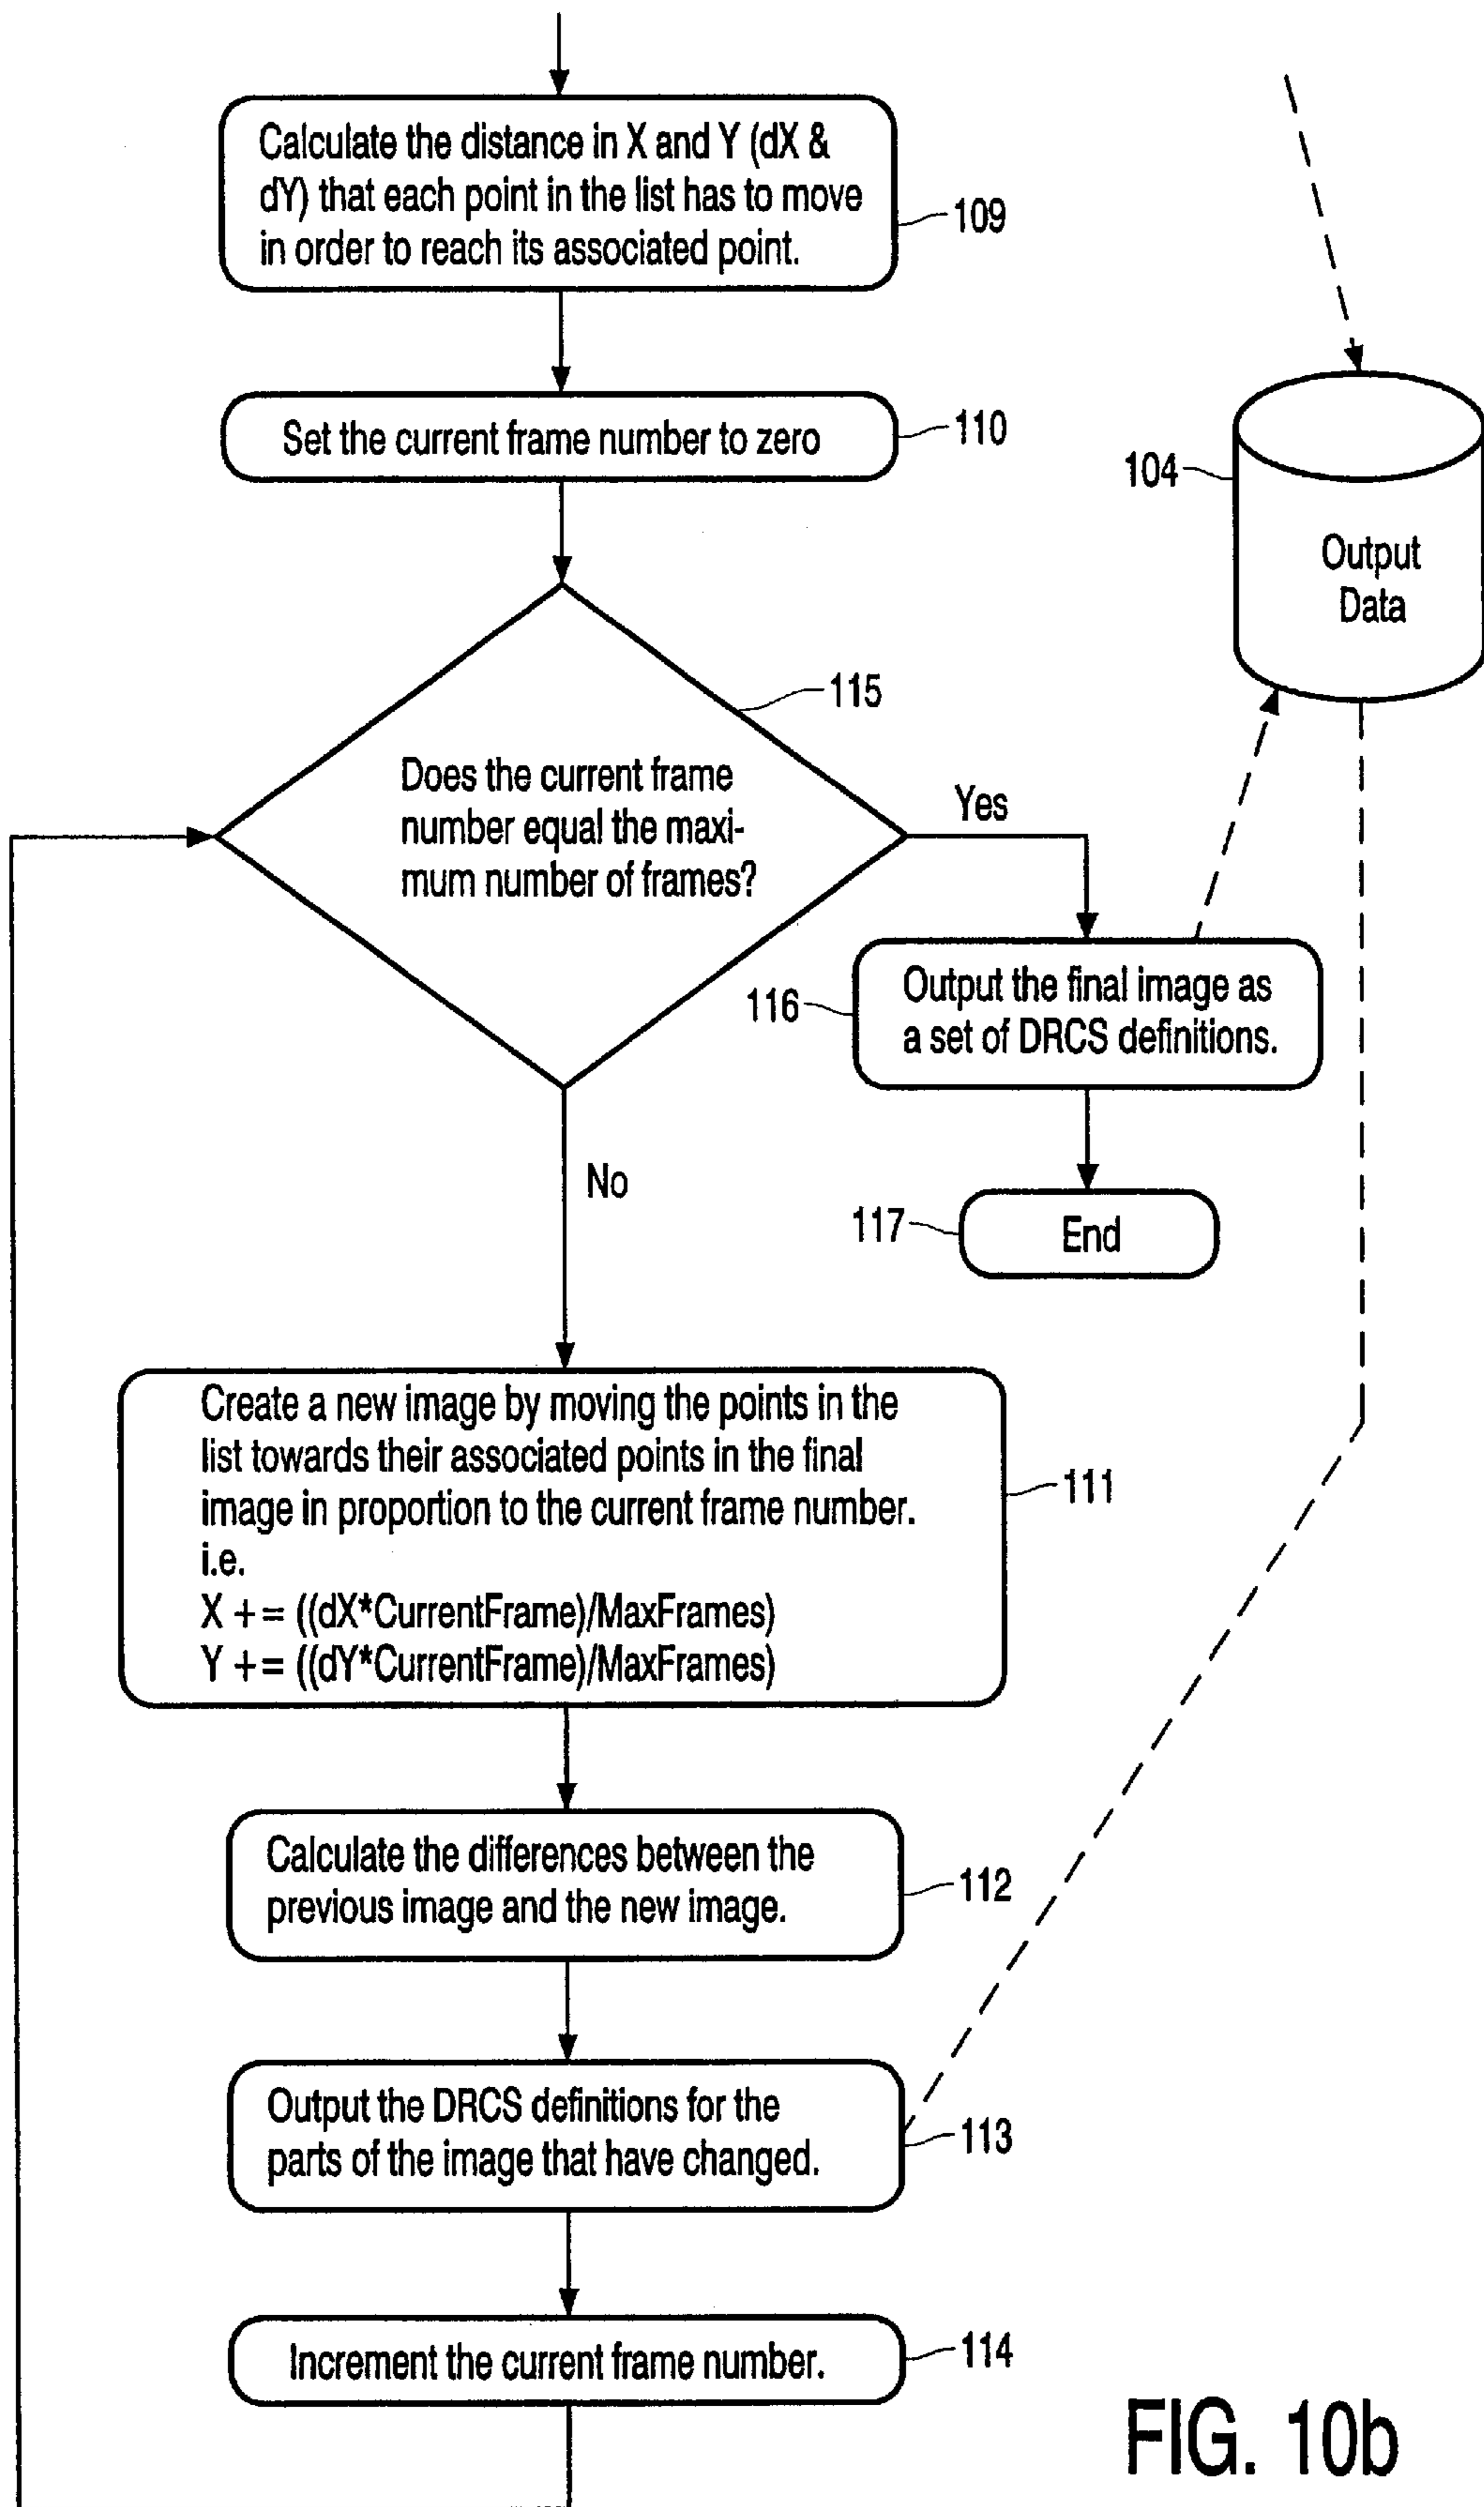 Calculate the distance in X and Y (dX &
dY) that each point in the list has to move
in order to reach its associated point.
109
Set the current frame number to zero
110
104
Output
Data
115
Does the current frame
number equal the maxi-
mum number of frames?
Yes
116
Output the final image as
a set of DRCS definitions.
No
117
End
Create a new image by moving the points in the
list towards their associated points in the final
image in proportion to the current frame number.
i.e.
X += ((dX*CurrentFrame)/MaxFrames)
Y += ((dY*CurrentFrame)/MaxFrames)
111
Calculate the differences between the
previous image and the new image.
112
Output the DRCS definitions for the
parts of the image that have changed.
113
Increment the current frame number.
114
FIG. 10b